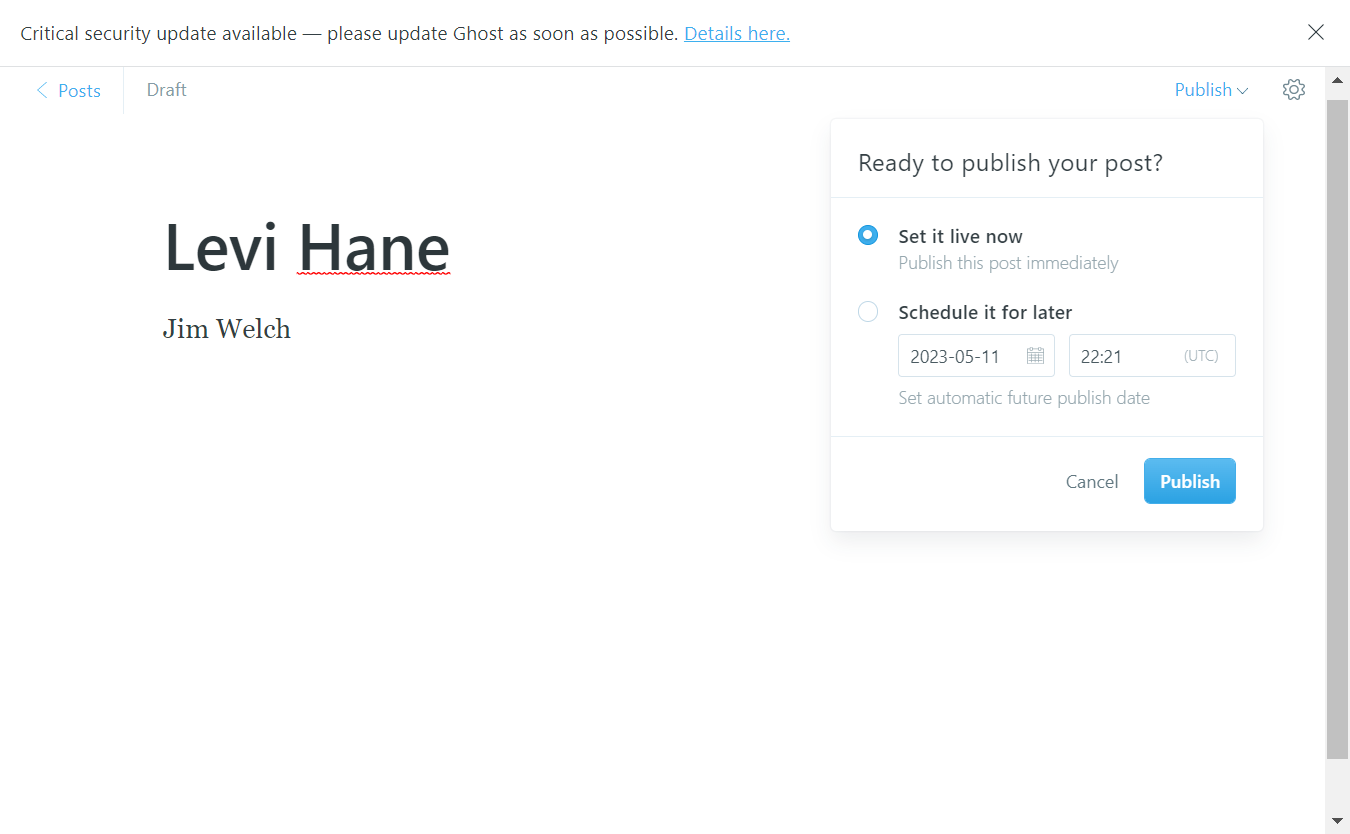 Critical security update available — please update Ghost as soon as possible. Details here.
Posts
Draft
Publish
Ready to publish your post?
Levi Hane
Set it live now
Publish this post immediately
Schedule it for later
Jim Welch
2023-05-11
22:21 (UTC)
Set automatic future publish date
Cancel
Publish